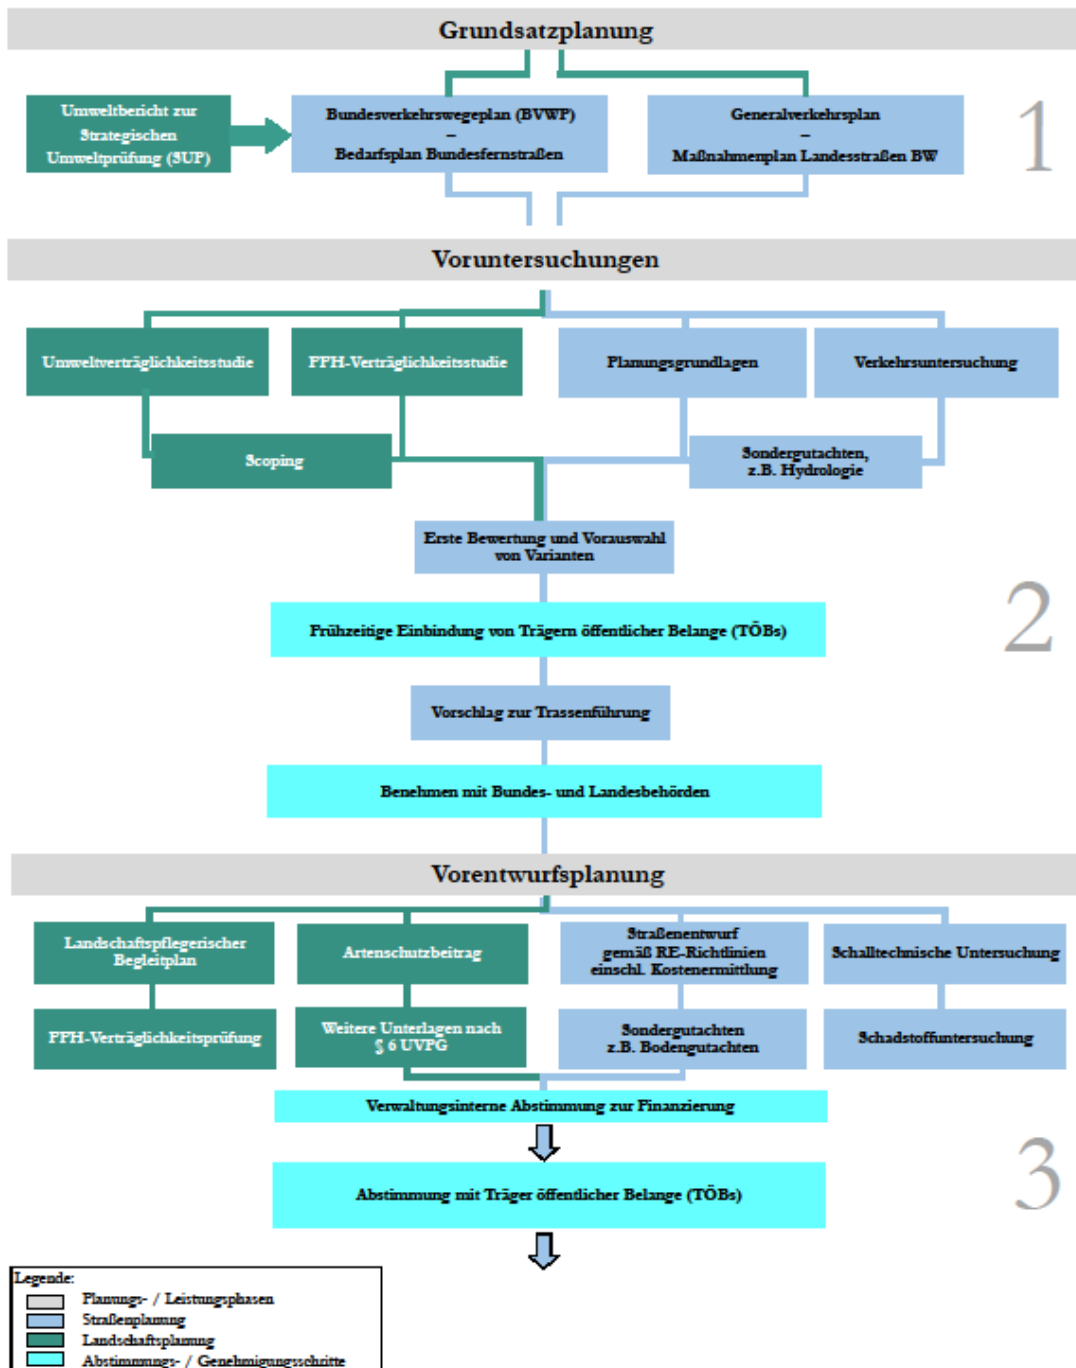 Grundsatzplanung
Umweltbericht zur
Strategischen
Umweltprüfung (SUP)
Bundesverkehrswegeplan (BVWP)
–
Bedarfsplan Bundesfernstraßen
Generalverkehrsplan
–
Maßnahmenplan Landesstraßen BW
1
Voruntersuchungen
Umweltverträglichkeitsstudie
FFH-Verträglichkeitsstudie
Planungsgrundlagen
Verkehrsuntersuchung
Scoping
Sondergutachten,
z.B. Hydrologie
Erste Bewertung und Vorauswahl
von Varianten
Frühzeitige Einbindung von Trägern öffentlicher Belange (TÖBs)
2
Vorschlag zur Trassenführung
Benehmen mit Bundes- und Landesbehörden
Vorentwurfsplanung
Landschaftspflegerischer
Begleitplan
Artenschutzbeitrag
Straßenentwurf
gemäß RE-Richtlinien
einschl. Kostenermittlung
Schalltechnische Untersuchung
FFH-Verträglichkeitsprüfung
Weitere Unterlagen nach
§ 6 UVPG
Sondergutachten
z.B. Bodengutachten
Schadstoffuntersuchung
Verwaltungsinterne Abstimmung zur Finanzierung
Abstimmung mit Träger öffentlicher Belange (TÖBs)
3
Legende:
Planungs- / Leistungsphasen
Straßenplanung
Landschaftsplanung
Abstimmungs- / Genehmigungsschritte